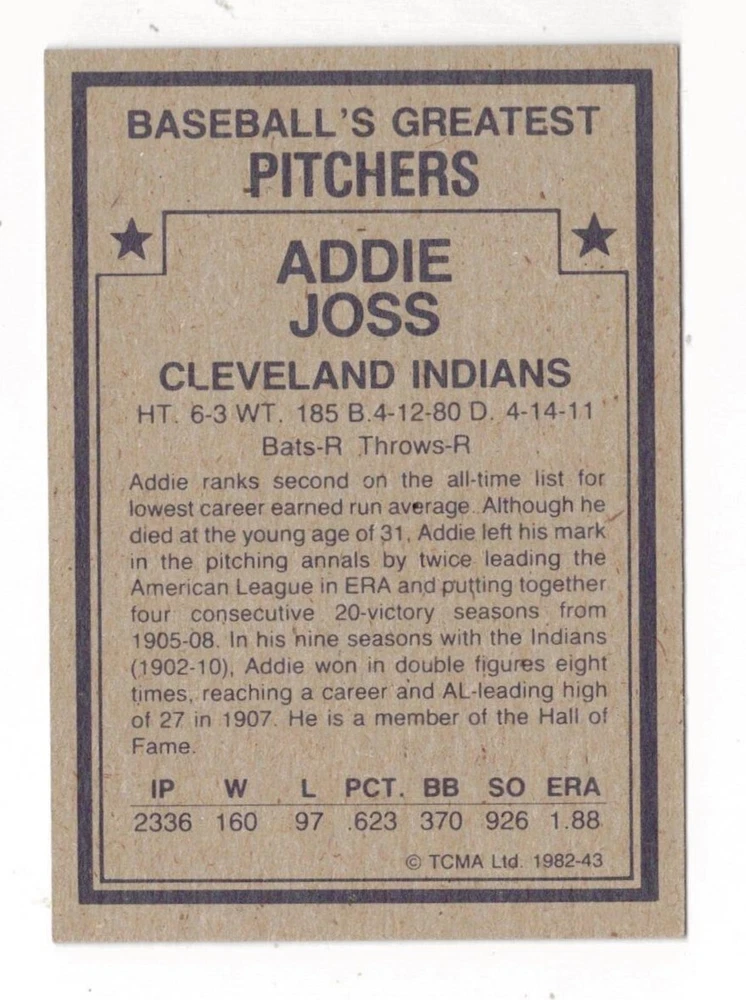 BASEBALL'S GREATEST
PITCHERS
ADDIE
JOSS
CLEVELAND INDIANS
HT. 6-3 WT. 185 B.4-12-80 D. 4-14-11
Bats-R Throws-R
Addie ranks second on the all-time list for
lowest career earned run average. Although he
died at the young age of 31, Addie left his mark
in the pitching annals by twice leading the
American League in ERA and putting together
four consecutive 20-victory seasons from
1905-08. In his nine seasons with the Indians
(1902-10), Addie won in double figures eight
times, reaching a career and AL-leading high
of 27 in 1907. He is a member of the Hall of
Fame.
IP W L PCT. BB SO ERA
2336 160 97 .623 370 926 1.88
© TCMA Ltd. 1982-43